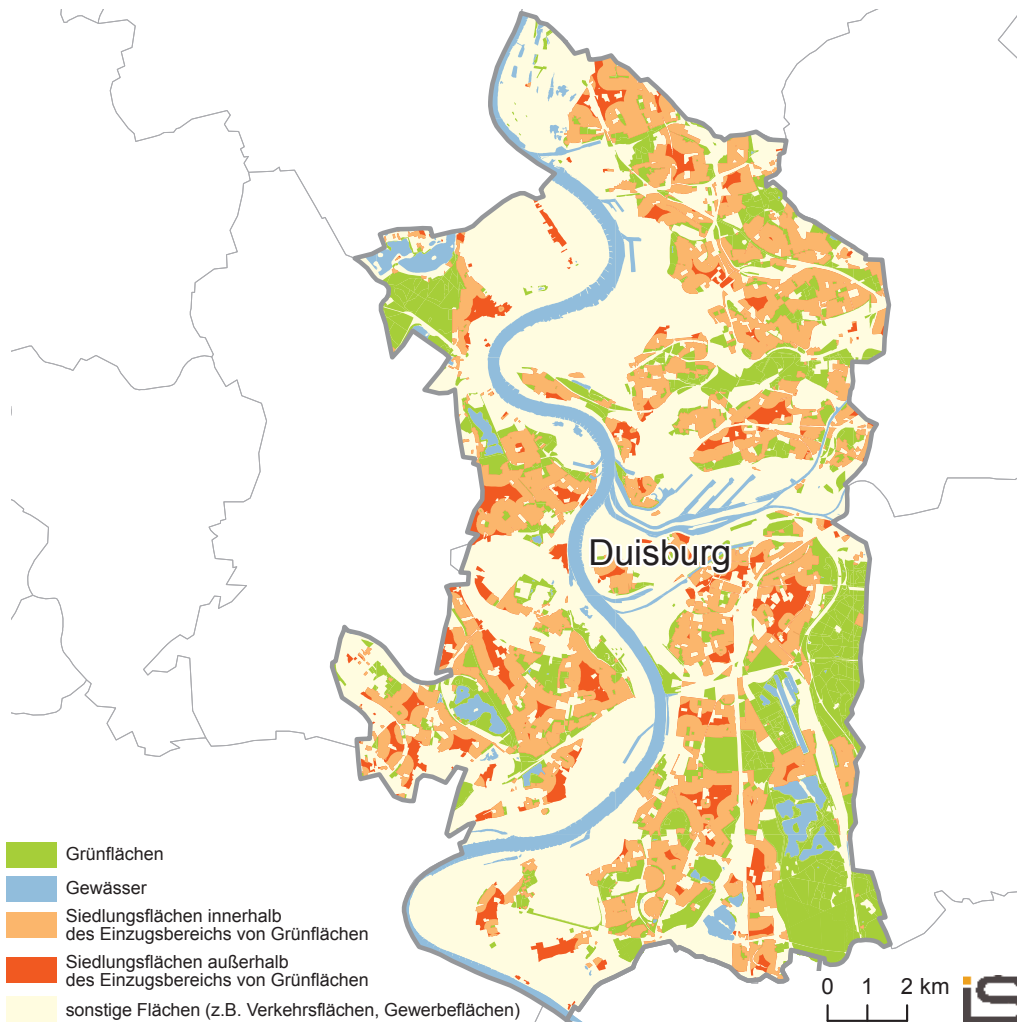 Duisburg
Grünflächen
Gewässer
Siedlungsflächen innerhalb
des Einzugsbereichs von Grünflächen
Siedlungsflächen außerhalb
des Einzugsbereichs von Grünflächen
sonstige Flächen (z.B. Verkehrsflächen, Gewerbeflächen)
0 1 2 km
is